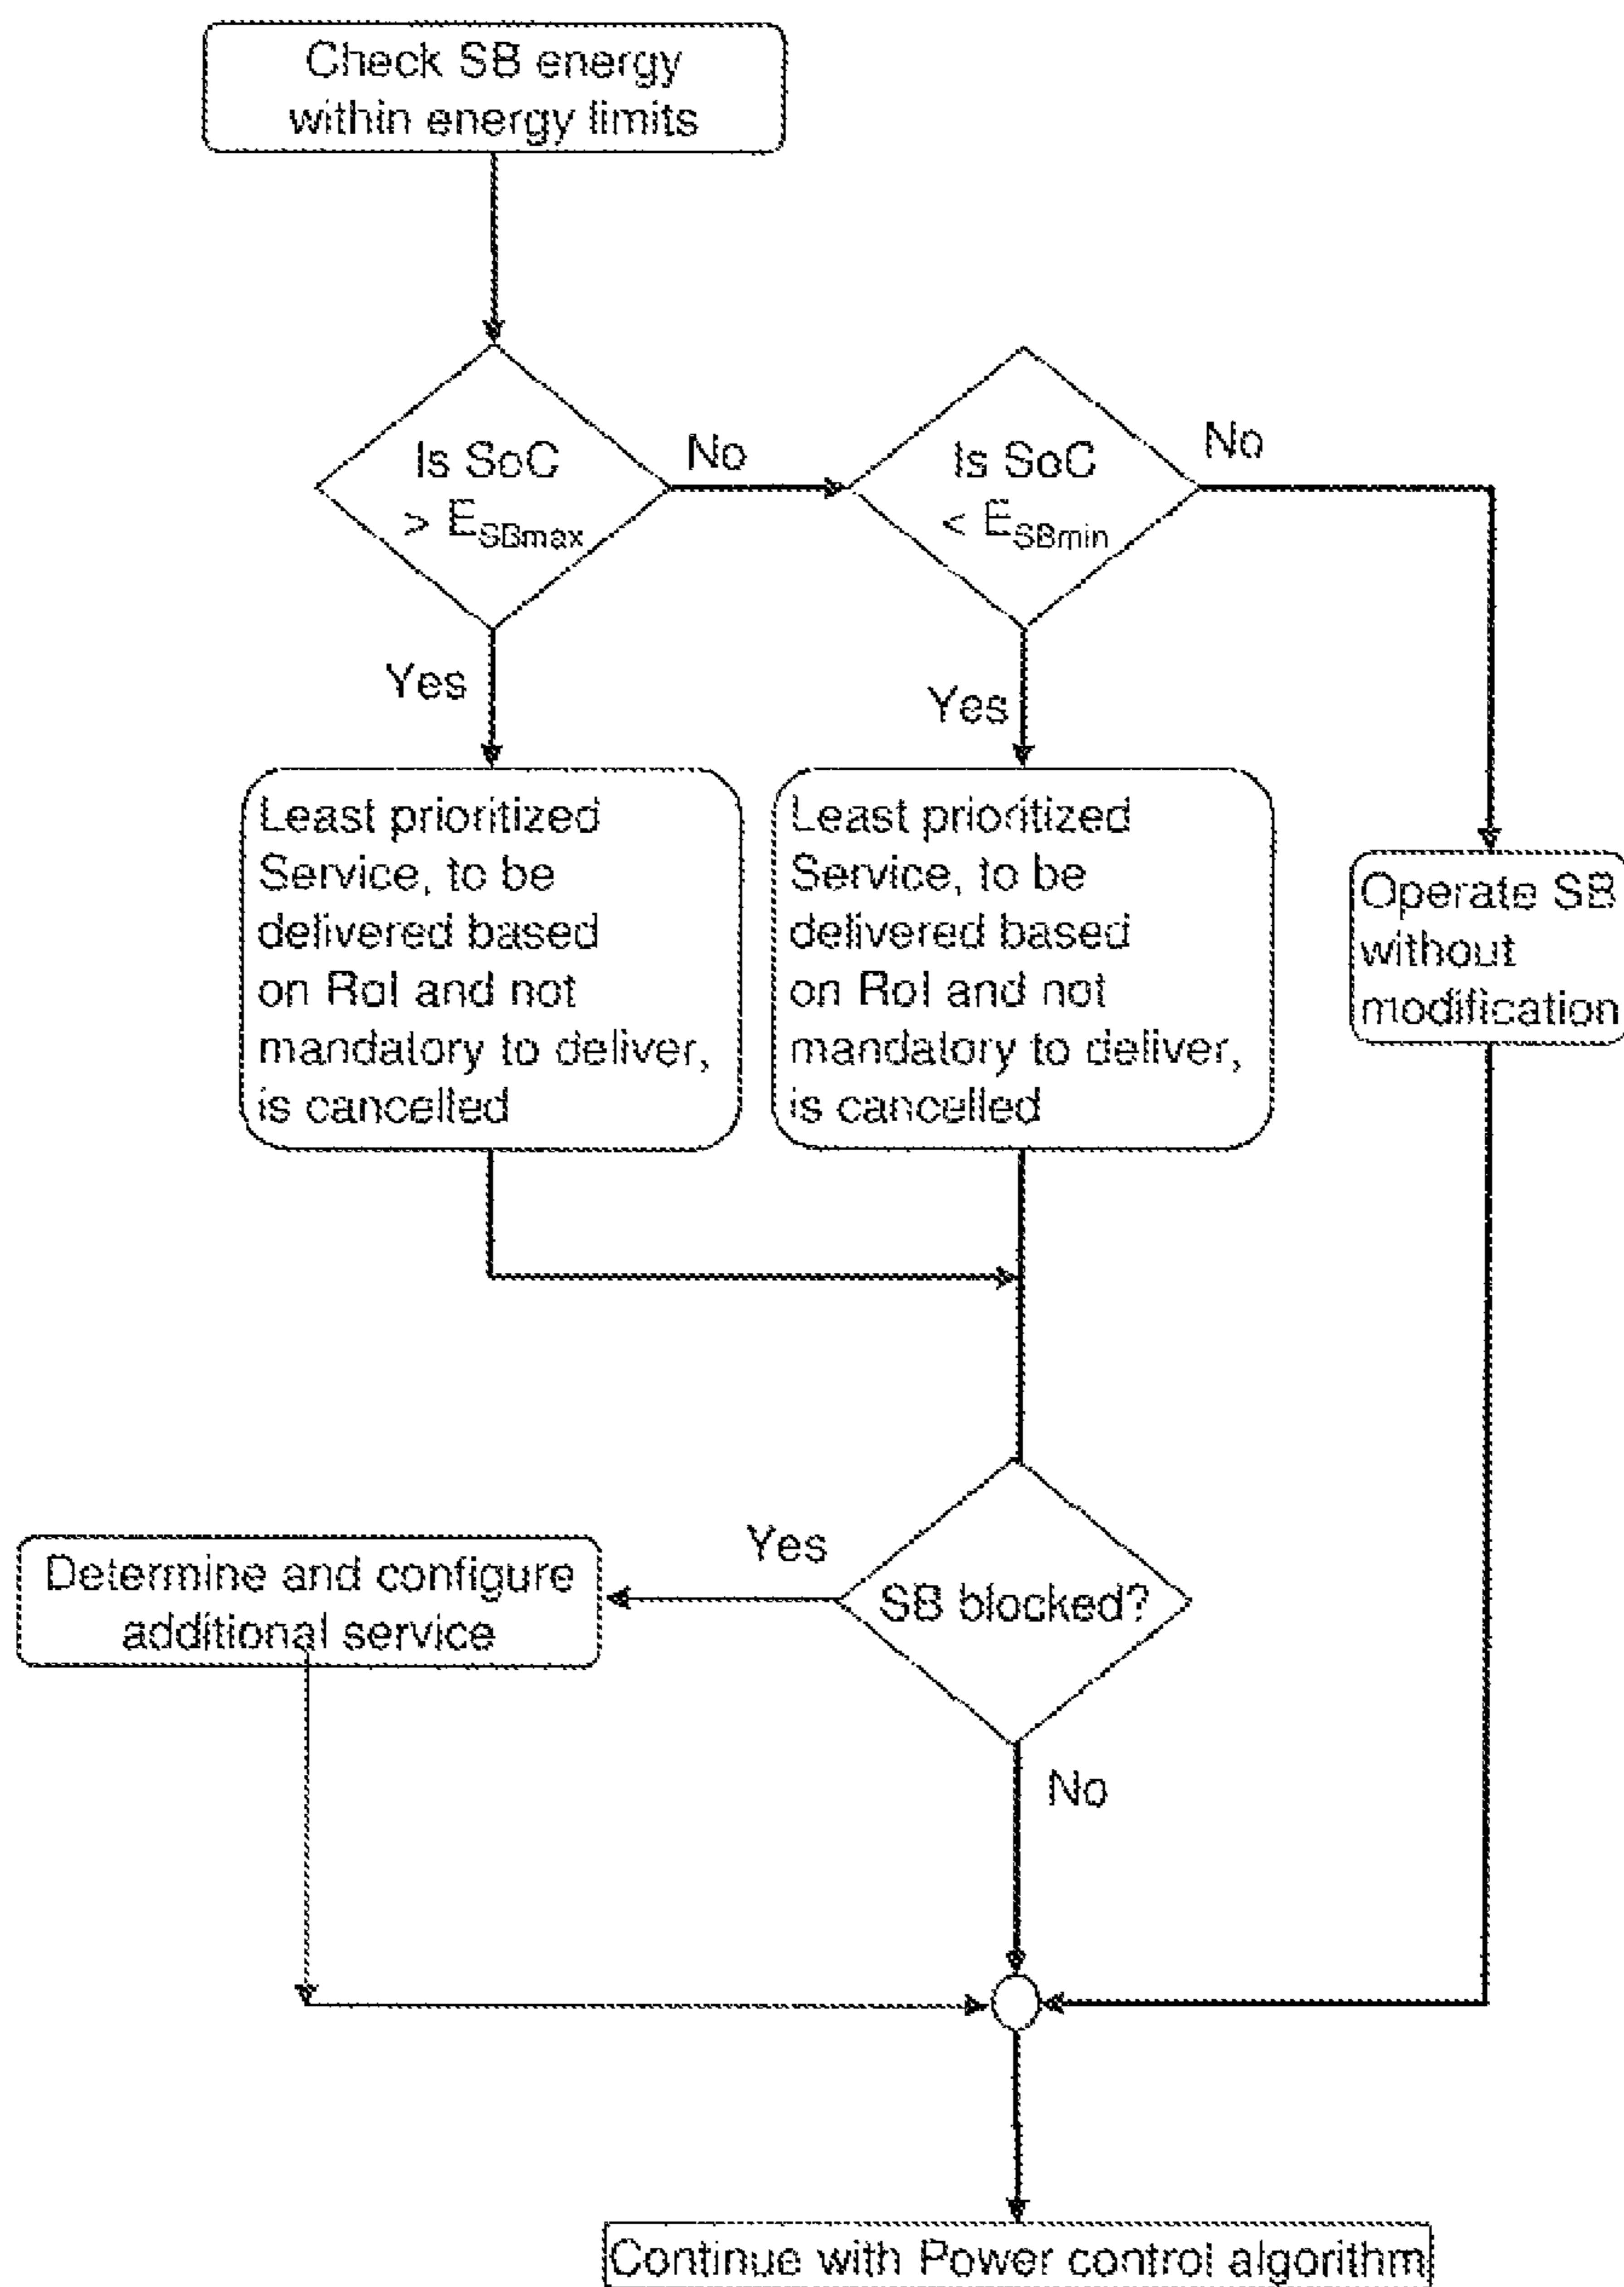 Check SB energy
within energy limits
Is SoC
> E_SBmax
No
Is SoC
< E_SBmin
No
Yes
Yes
Least prioritized
Service, to be
delivered based
on RoI and not
mandatory to deliver,
is cancelled
Least prioritized
Service, to be
delivered based
on RoI and not
mandatory to deliver,
is cancelled
Operate SB
without
modification
Yes
Determine and configure
additional service
SB blocked?
No
Continue with Power control algorithm